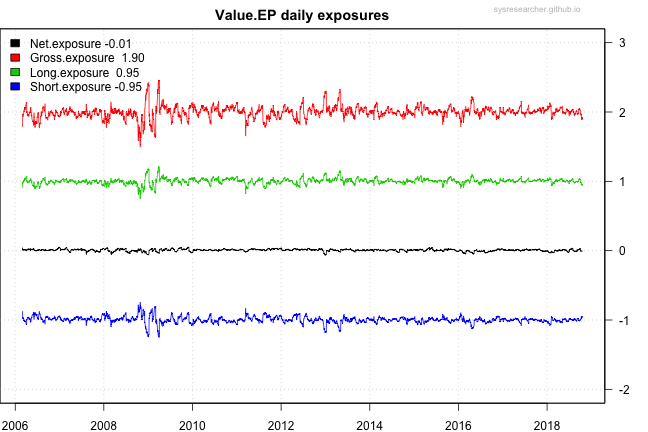 Value.EP daily exposures
sysresearcher.github.io
Net.exposure -0.01
Gross.exposure 1.90
Long.exposure 0.95
Short.exposure -0.95
3
2
1
0
-1
-2
2006 2008 2010 2012 2014 2016 2018